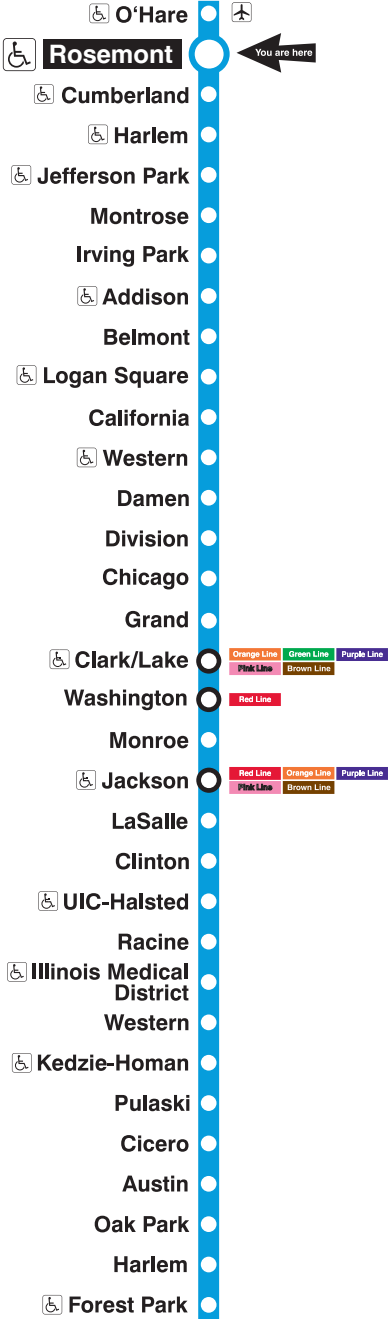 O'Hare
Rosemont
You are here
Cumberland
Harlem
Jefferson Park
Montrose
Irving Park
Addison
Belmont
Logan Square
California
Western
Damen
Division
Chicago
Grand
Clark/Lake
Orange Line Green Line Purple Line
Pink Line Brown Line
Washington
Red Line
Monroe
Jackson
Red Line Orange Line Purple Line
Pink Line Brown Line
LaSalle
Clinton
UIC-Halsted
Racine
Illinois Medical
District
Western
Kedzie-Homan
Pulaski
Cicero
Austin
Oak Park
Harlem
Forest Park